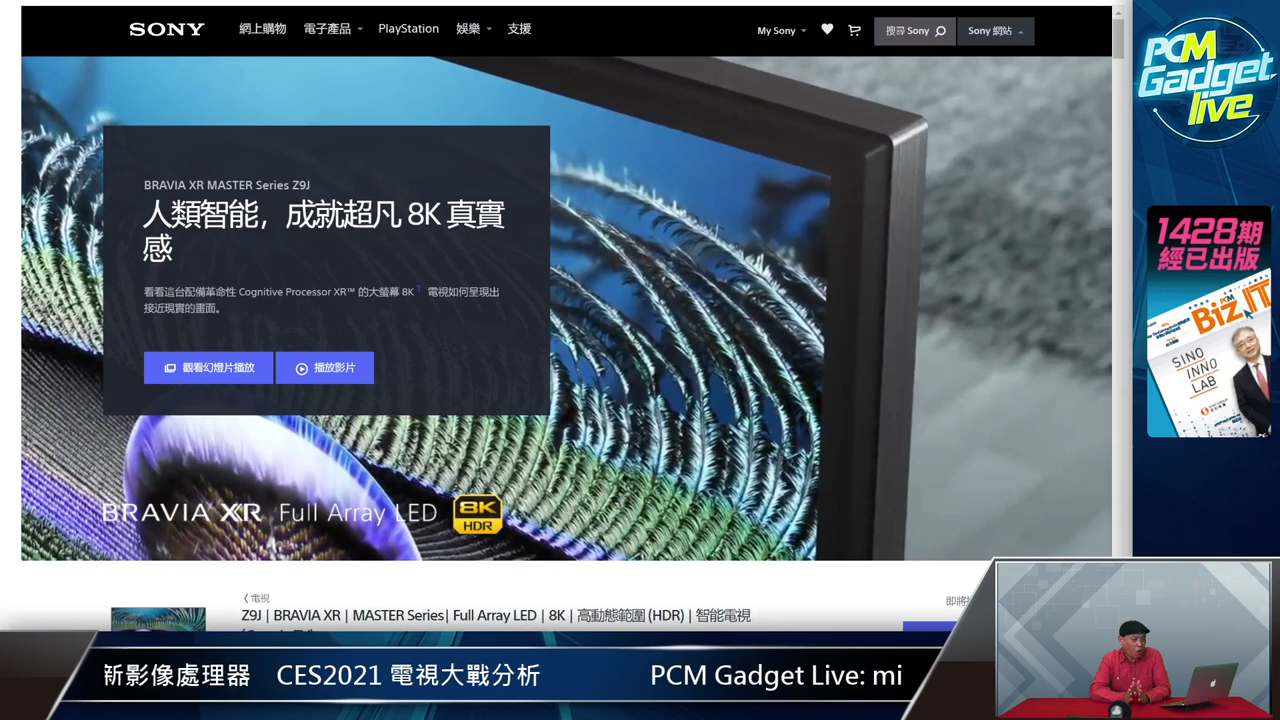 SONY
網上購物
電子產品
PlayStation
娛樂
支援
My Sony
搜尋 Sony
Sony 網站
BRAVIA XR MASTER Series Z9J
人類智能，成就超凡 8K 真實
感
看看這台配備革命性 Cognitive Processor XR™ 的大螢幕 8K 1 電視如何呈現出
接近現實的畫面。
觀看幻燈片播放
播放影片
BRAVIA XR Full Array LED
8K
HDR
電視
Z9J | BRAVIA XR | MASTER Series| Full Array LED | 8K | 高動態範圍 (HDR) | 智能電視
即將
新影像處理器 CES2021 電視大戰分析 PCM Gadget Live: mi
PCM
Gadget
live
1428期
經已出版
PCM
Biz.IT
SINO
INNO
LAB